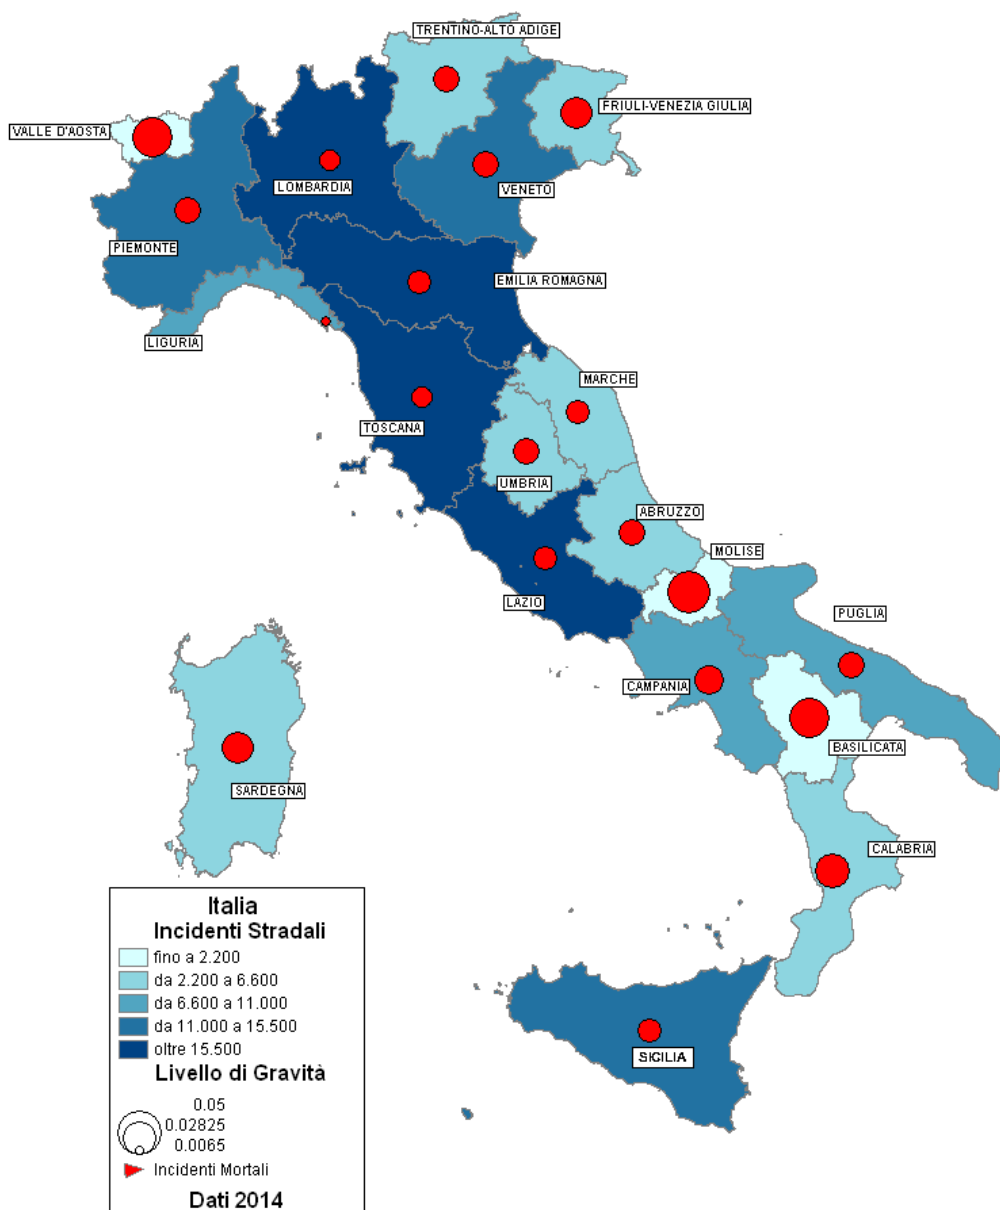 TRENTINO-ALTO ADIGE
FRIULI-VENEZIA GIULIA
VALLE D'AOSTA
LOMBARDIA
VENETO
PIEMONTE
EMILIA ROMAGNA
LIGURIA
MARCHE
TOSCANA
UMBRIA
ABRUZZO
MOLISE
LAZIO
PUGLIA
CAMPANIA
BASILICATA
SARDEGNA
CALABRIA
SICILIA
Italia
Incidenti Stradali
fino a 2.200
da 2.200 a 6.600
da 6.600 a 11.000
da 11.000 a 15.500
oltre 15.500
Livello di Gravità
0.05
0.02825
0.0065
Incidenti Mortali
Dati 2014